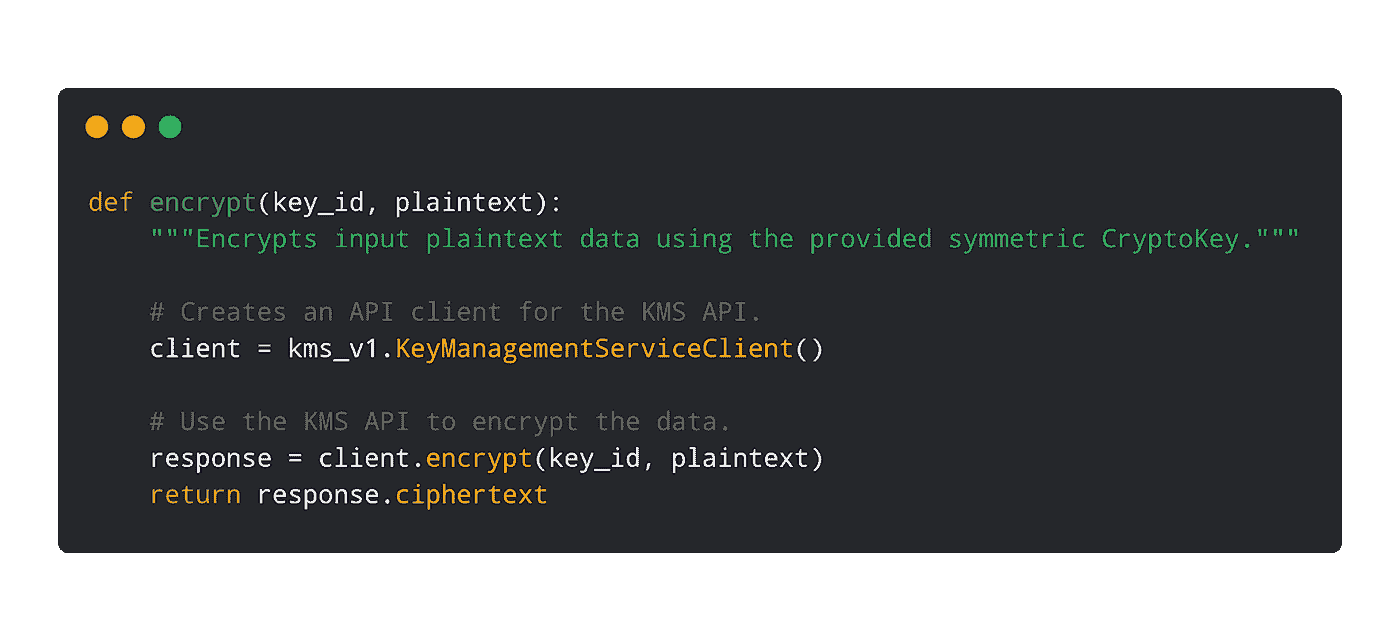 def encrypt(key_id, plaintext):
    """Encrypts input plaintext data using the provided symmetric CryptoKey."""
    # Creates an API client for the KMS API.
    client = kms_v1.KeyManagementServiceClient()
    # Use the KMS API to encrypt the data.
    response = client.encrypt(key_id, plaintext)
    return response.ciphertext